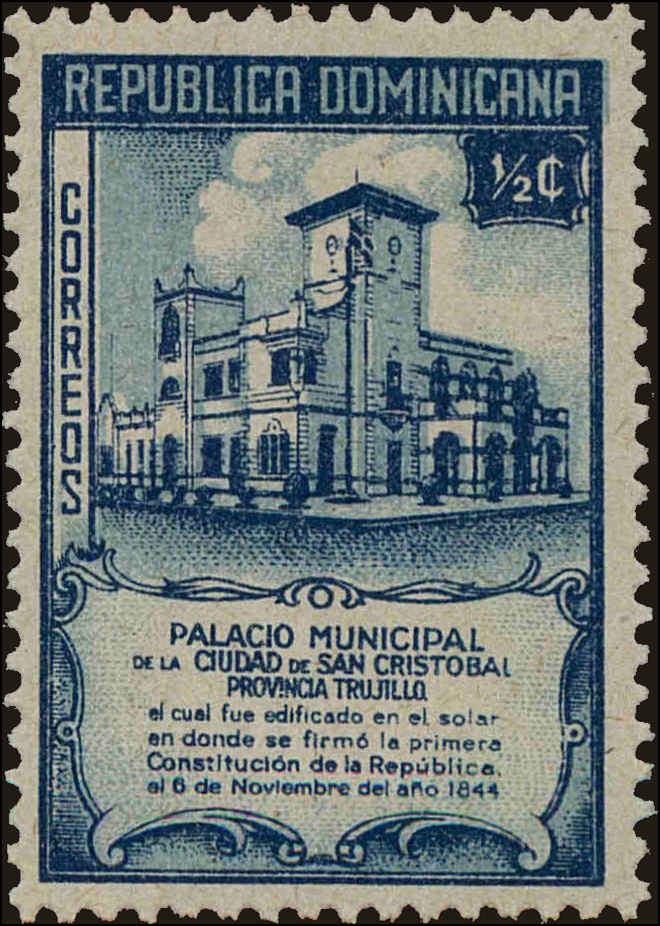 REPUBLICA DOMINICANA
½¢
CORREOS
PALACIO MUNICIPAL
DE LA CIUDAD DE SAN CRISTOBAL
PROVINCIA TRUJILLO.
el cual fue edificado en el solar
en donde se firmó la primera
Constitución de la República,
el 6 de Noviembre del año 1844